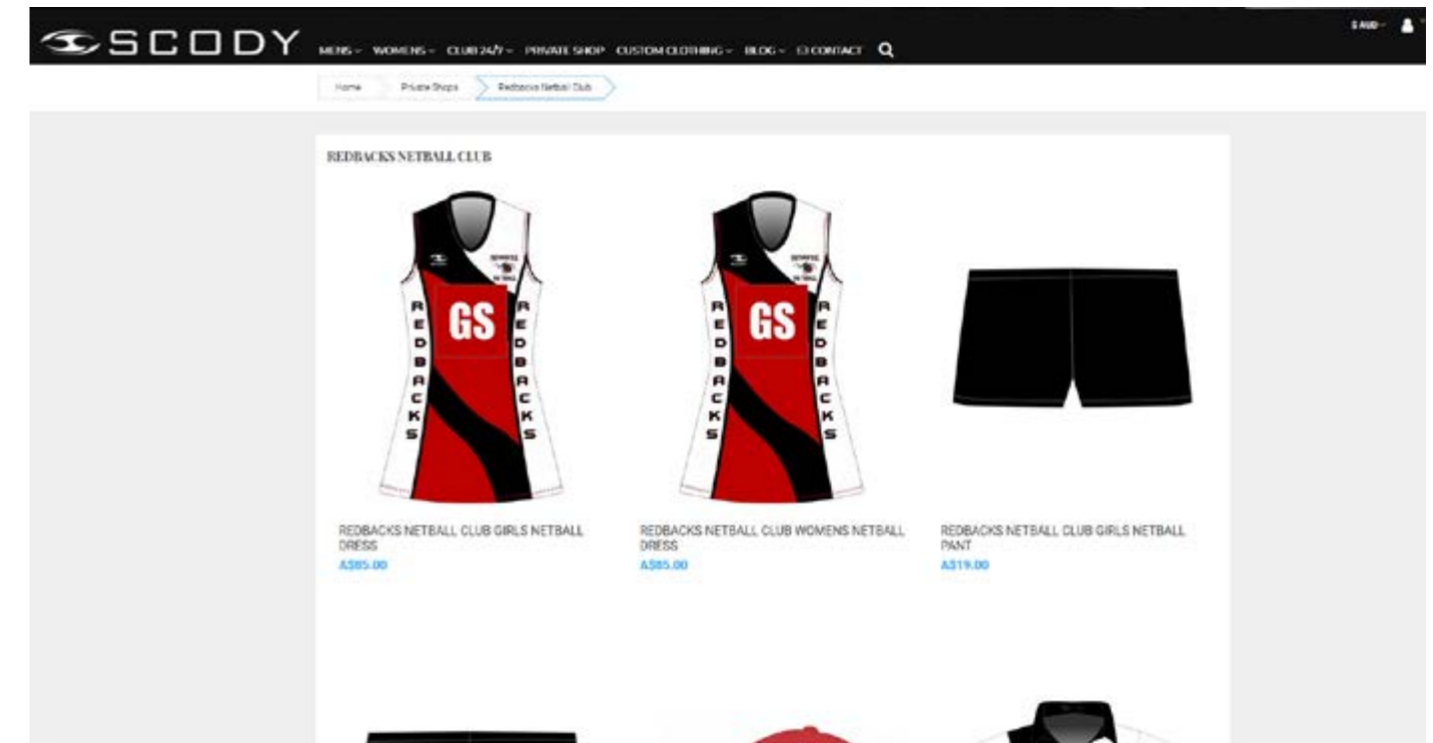 SCODY
MENS WOMENS CLUB 24/7 PRIVATE SHOP CUSTOM CLOTHING BLOG CONTACT
$ AUD
Home Private Shops Redbacks Netball Club
REDBACKS NETBALL CLUB
GS
REDBACKS
REDBACKS
GS
REDBACKS
REDBACKS
REDBACKS NETBALL CLUB GIRLS NETBALL
DRESS
A$85.00
REDBACKS NETBALL CLUB WOMENS NETBALL
DRESS
A$85.00
REDBACKS NETBALL CLUB GIRLS NETBALL
PANT
A$19.00